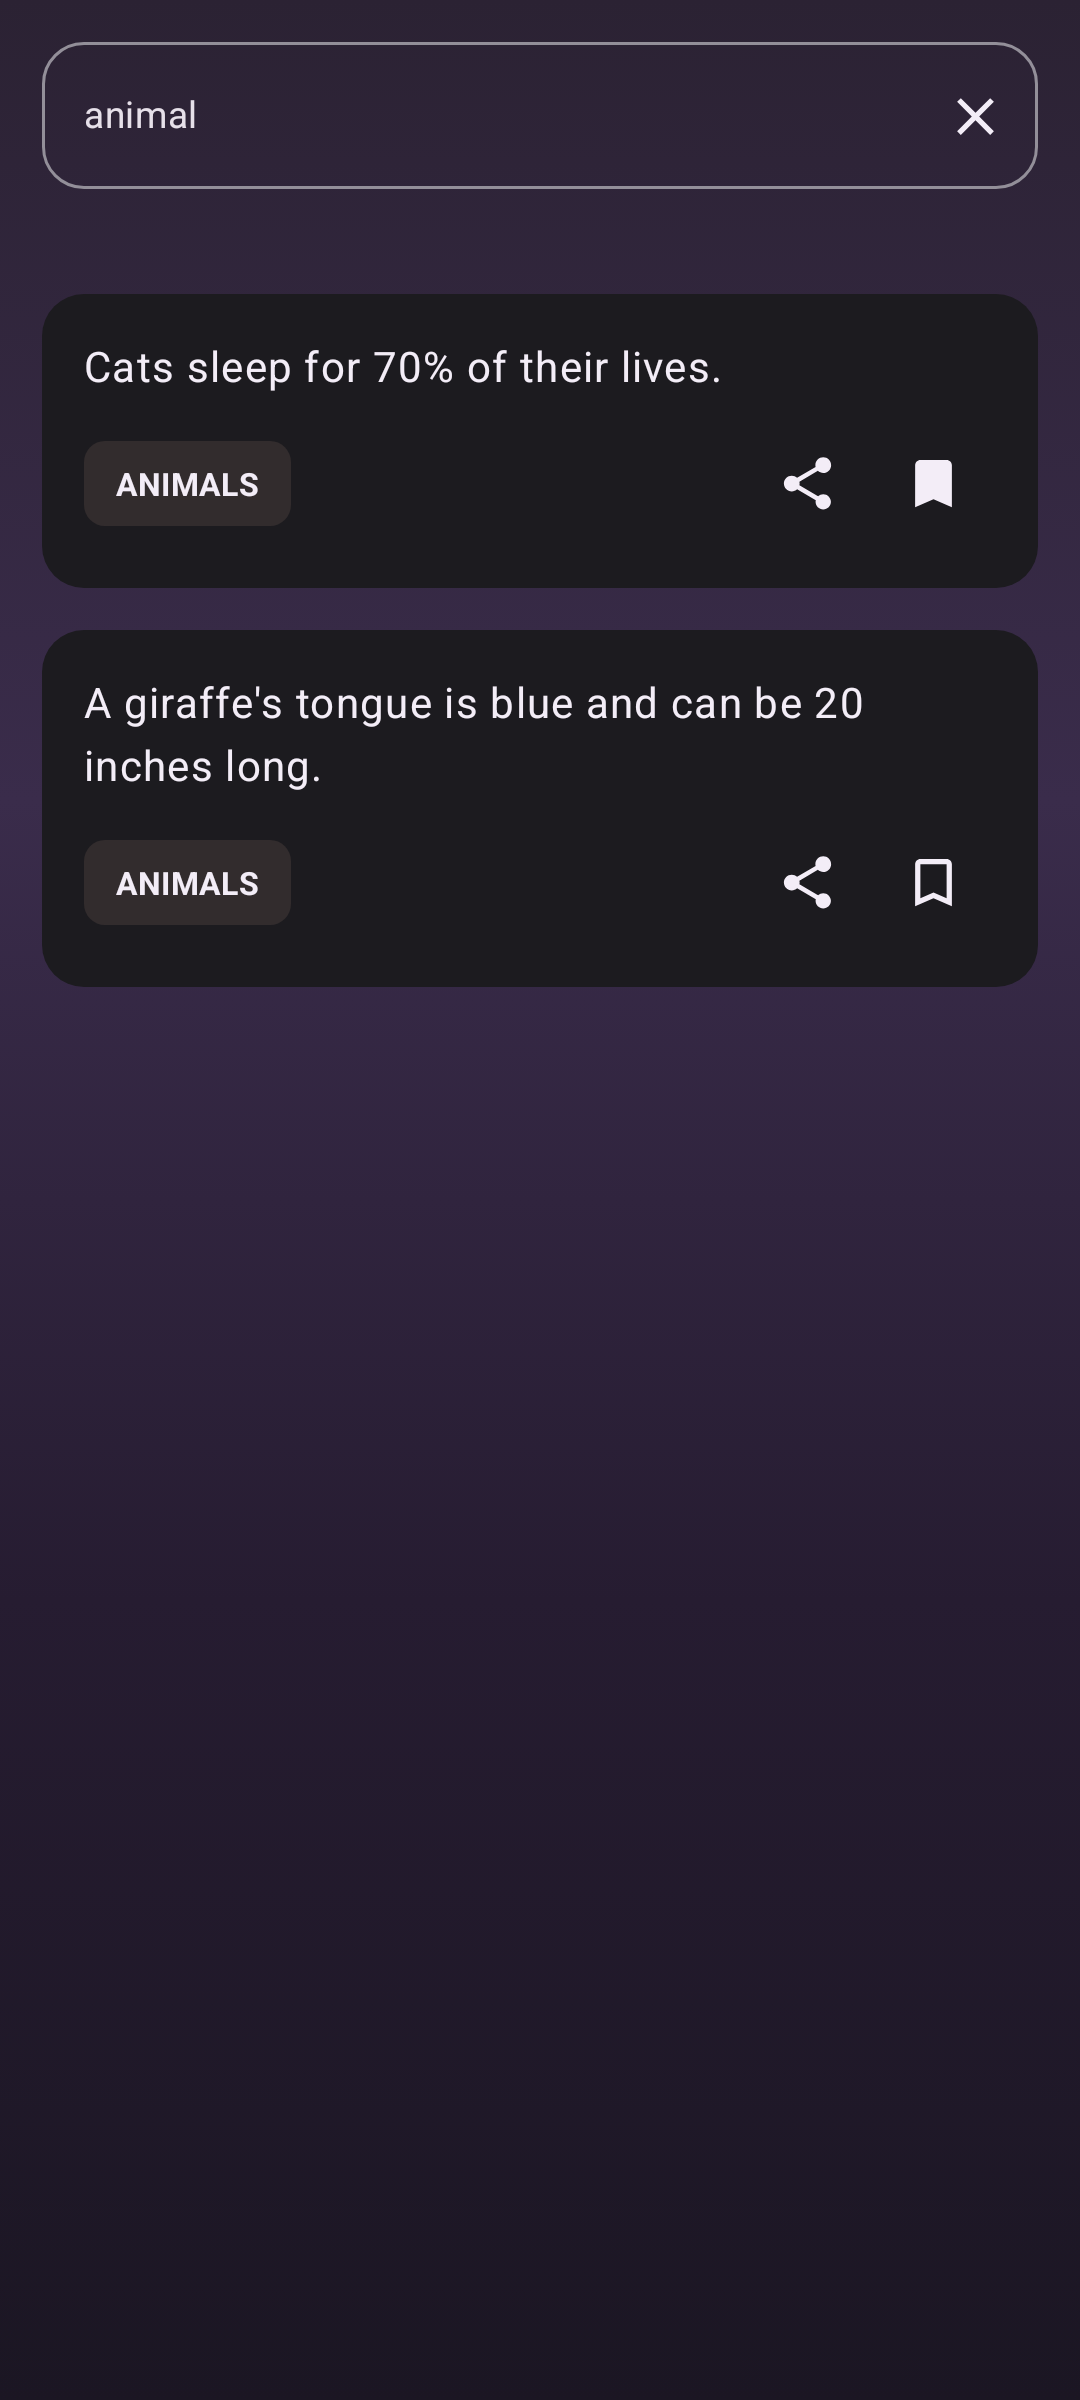 animal
Cats sleep for 70% of their lives.
ANIMALS
A giraffe's tongue is blue and can be 20
inches long.
ANIMALS